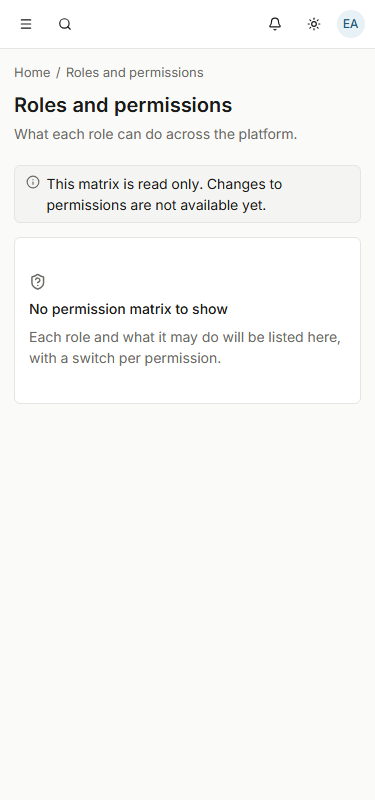 EA
Home / Roles and permissions
Roles and permissions
What each role can do across the platform.
This matrix is read only. Changes to
permissions are not available yet.
No permission matrix to show
Each role and what it may do will be listed here,
with a switch per permission.